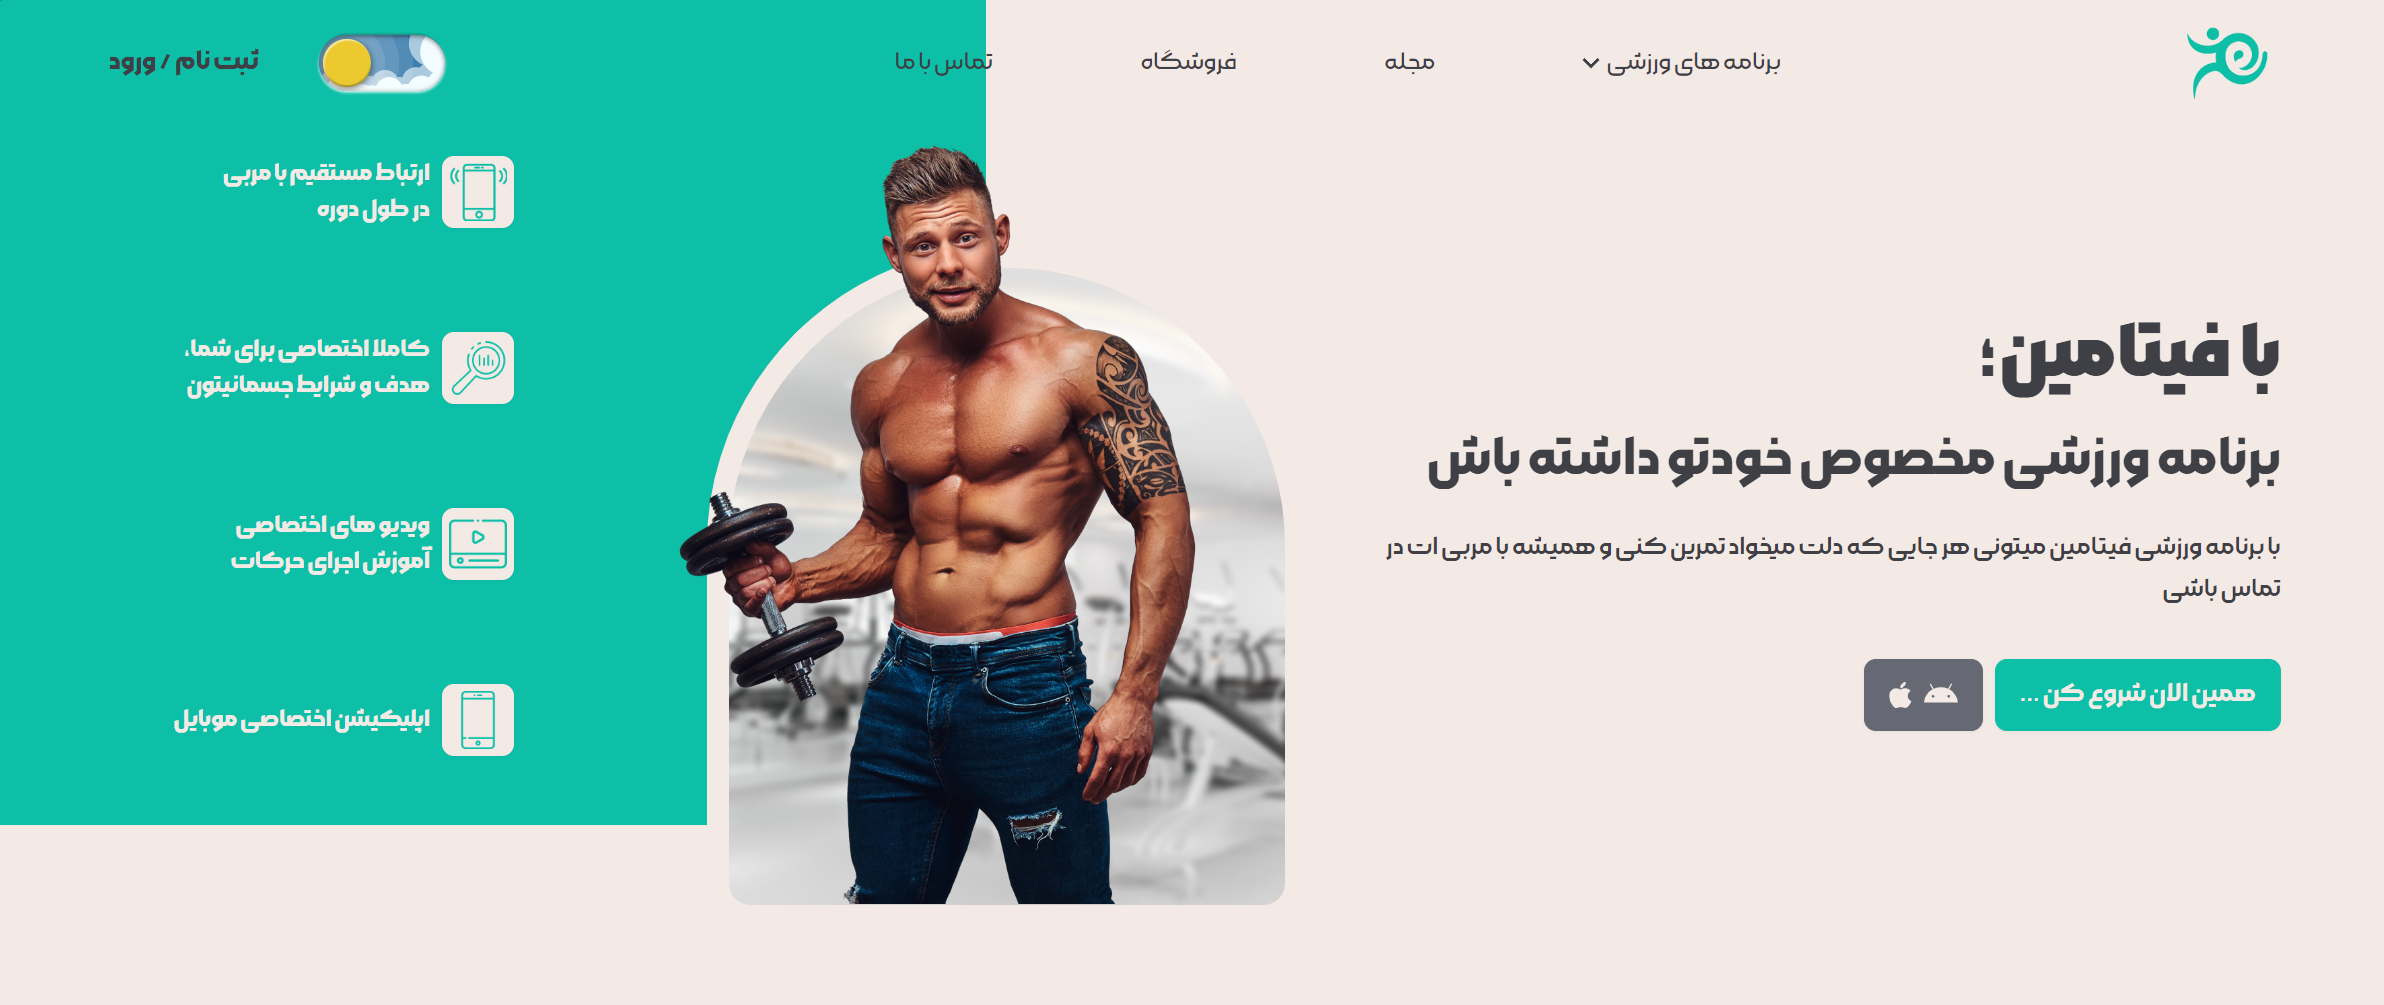 برنامه های ورزشی
مجله
فروشگاه
تماس با ما
ثبت نام / ورود
با فیتامین؛
برنامه ورزشی مخصوص خودتو داشته باش
با برنامه ورزشی فیتامین میتونی هر جایی که دلت میخواد تمرین کنی و همیشه با مربی ات در
تماس باشی
همین الان شروع کن ...
ارتباط مستقیم با مربی
در طول دوره
کاملا اختصاصی برای شما،
هدف و شرایط جسمانیتون
ویدیو های اختصاصی
آموزش اجرای حرکات
اپلیکیشن اختصاصی موبایل